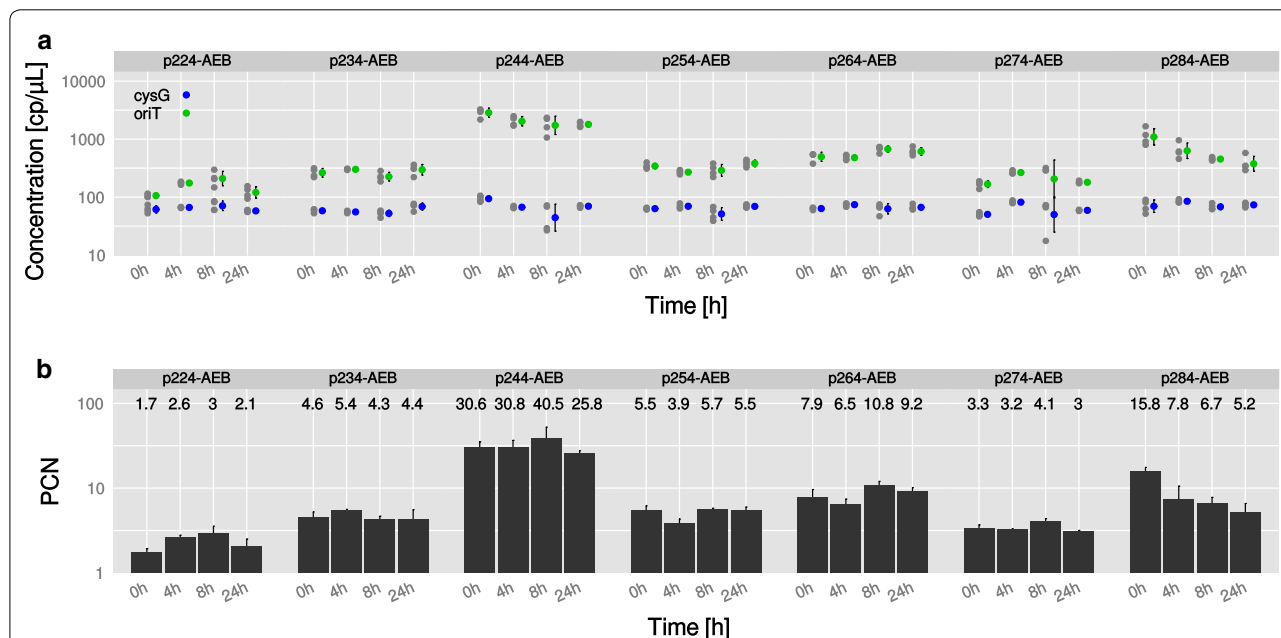 a
p224-AEB p234-AEB p244-AEB p254-AEB p264-AEB p274-AEB p284-AEB
Concentration [cp/µL]
10000
1000
100
10
cysG
oriT
0h 4h 8h 24h 0h 4h 8h 24h 0h 4h 8h 24h 0h 4h 8h 24h 0h 4h 8h 24h 0h 4h 8h 24h 0h 4h 8h 24h
Time [h]
b
p224-AEB p234-AEB p244-AEB p254-AEB p264-AEB p274-AEB p284-AEB
PCN
100
10
1
1.7 2.6 3 2.1 4.6 5.4 4.3 4.4 30.6 30.8 40.5 25.8 5.5 3.9 5.7 5.5 7.9 6.5 10.8 9.2 3.3 3.2 4.1 3 15.8 7.8 6.7 5.2
0h 4h 8h 24h 0h 4h 8h 24h 0h 4h 8h 24h 0h 4h 8h 24h 0h 4h 8h 24h 0h 4h 8h 24h 0h 4h 8h 24h
Time [h]